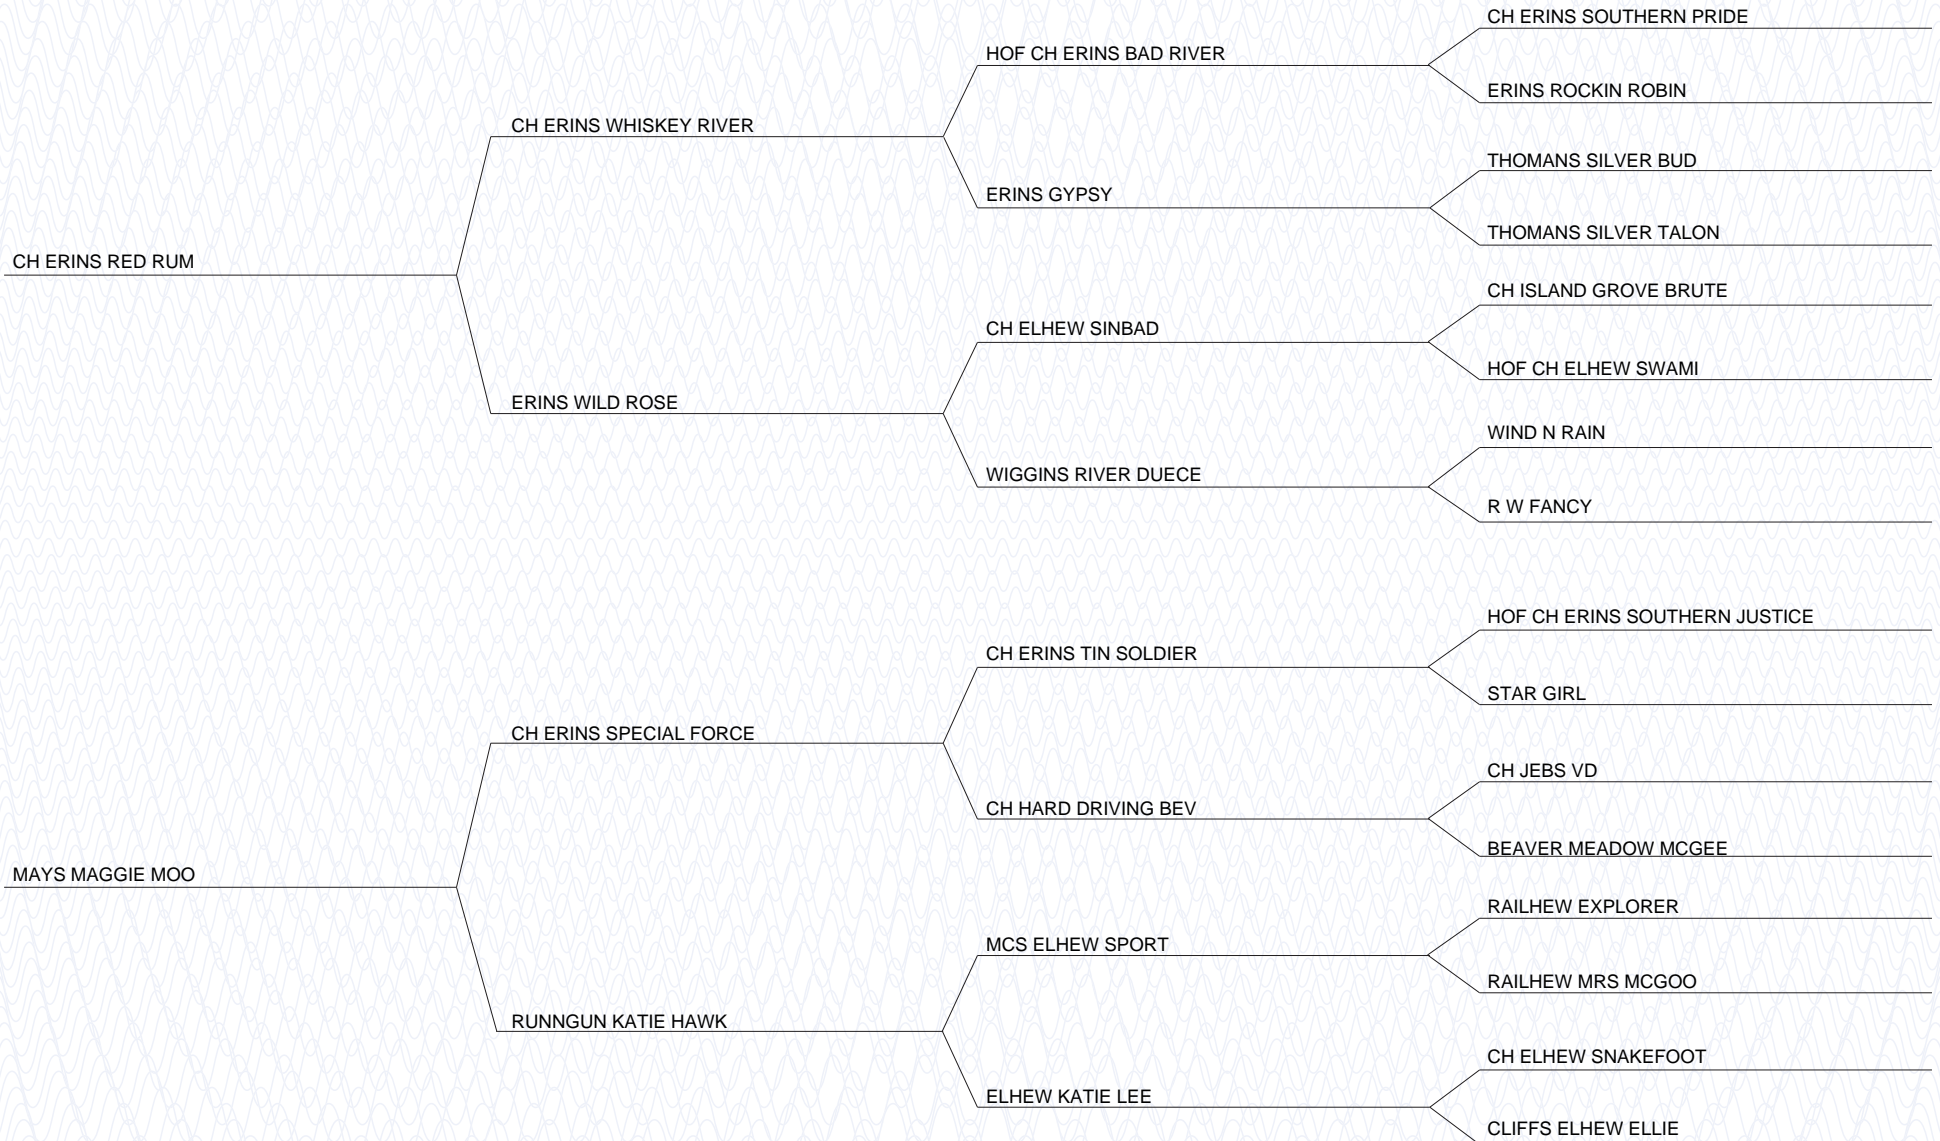 CH ERINS SOUTHERN PRIDE
HOF CH ERINS BAD RIVER
ERINS ROCKIN ROBIN
CH ERINS WHISKEY RIVER
THOMANS SILVER BUD
ERINS GYPSY
THOMANS SILVER TALON
CH ERINS RED RUM
CH ISLAND GROVE BRUTE
CH ELHEW SINBAD
HOF CH ELHEW SWAMI
ERINS WILD ROSE
WIND N RAIN
WIGGINS RIVER DUECE
R W FANCY
HOF CH ERINS SOUTHERN JUSTICE
CH ERINS TIN SOLDIER
STAR GIRL
CH ERINS SPECIAL FORCE
CH JEBS VD
CH HARD DRIVING BEV
BEAVER MEADOW MCGEE
MAYS MAGGIE MOO
RAILHEW EXPLORER
MCS ELHEW SPORT
RAILHEW MRS MCGOO
RUNNGUN KATIE HAWK
CH ELHEW SNAKEFOOT
ELHEW KATIE LEE
CLIFFS ELHEW ELLIE